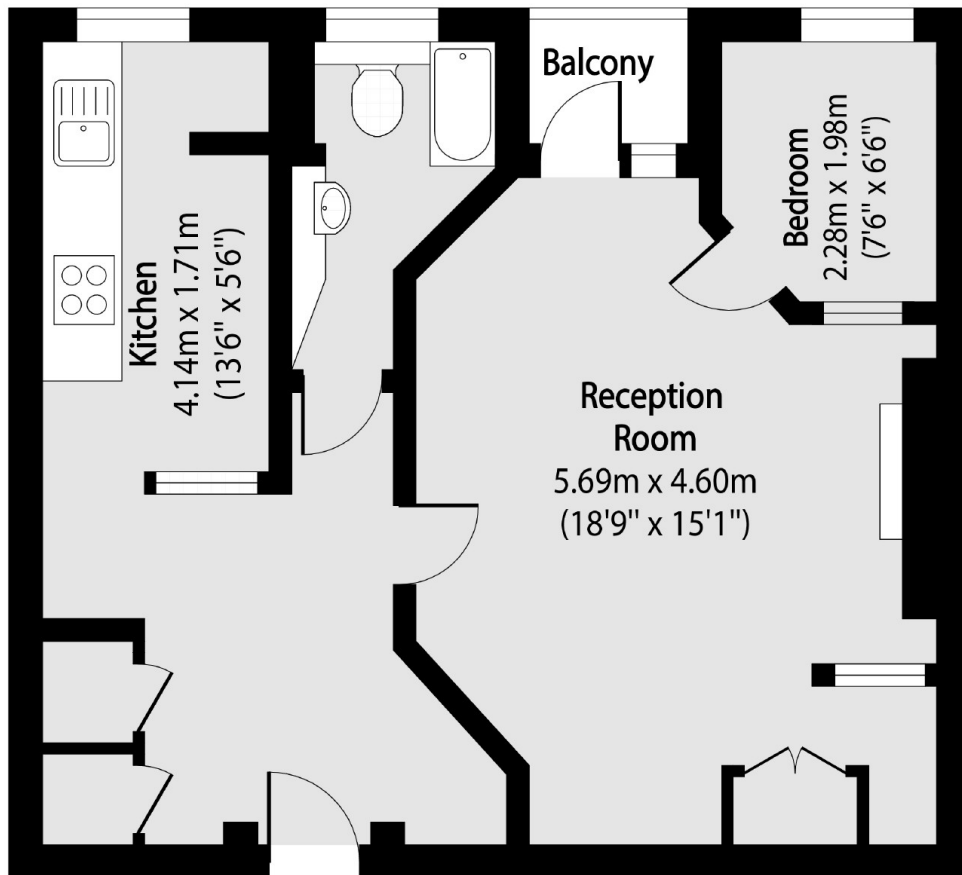 Balcony
Bedroom
2.28m x 1.98m
(7'6" x 6'6")
Kitchen
4.14m x 1.71m
(13'6" x 5'6")
Reception
Room
5.69m x 4.60m
(18'9" x 15'1")